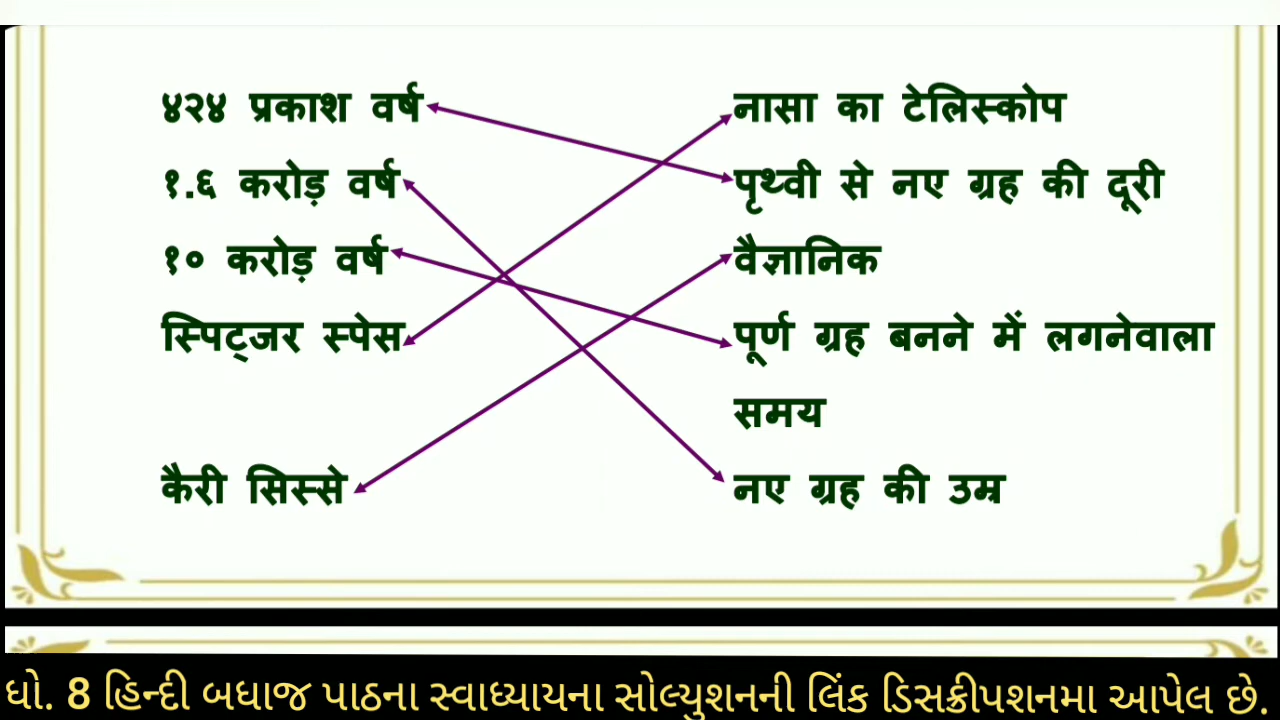 ४२४ प्रकाश वर्ष नासा का टेलिस्कोप
१.६ करोड़ वर्ष पृथ्वी से नए ग्रह की दूरी
१० करोड़ वर्ष वैज्ञानिक
स्पिट्जर स्पेस पूर्ण ग्रह बनने में लगनेवाला
समय
कैरी सिस्से नए ग्रह की उम्र
ધો. 8 હિન્દી બધાજ પાઠના સ્વાધ્યાયના સોલ્યુશનની લિંક ડિસક્રીપશનમા આપેલ છે.